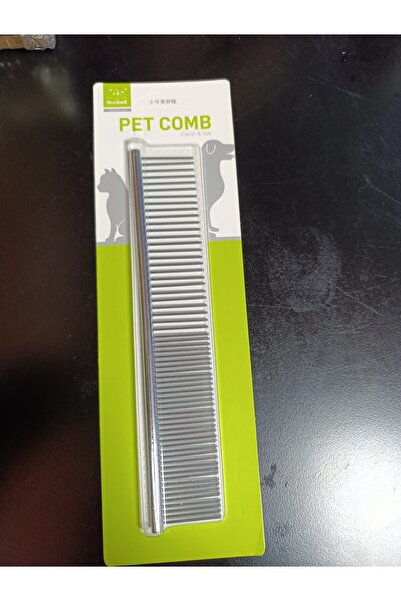 Nunbell
小号美容梳
PET COMB
Clean & Tidy